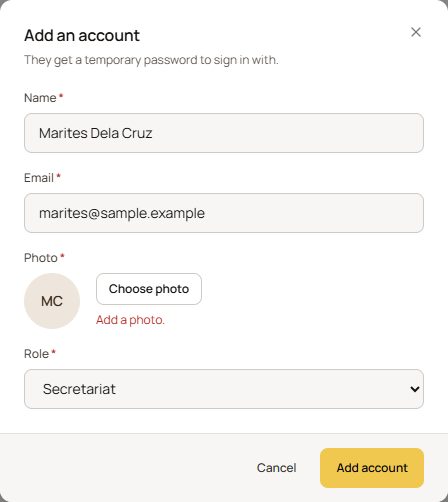 Add an account
They get a temporary password to sign in with.
Name *
Marites Dela Cruz
Email *
marites@sample.example
Photo *
MC
Choose photo
Add a photo.
Role *
Secretariat
Cancel
Add account